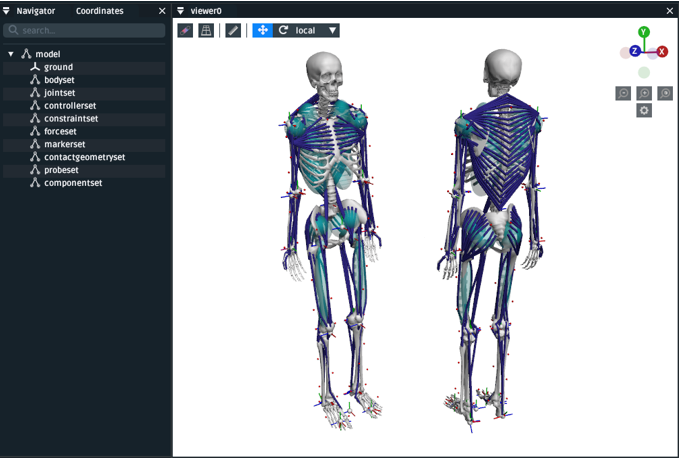 Navigator Coordinates
viewer0
search...
local
model
ground
bodyset
jointset
controllerset
constraintset
forceset
markerset
contactgeometryset
probeset
componentset
Y
Z X